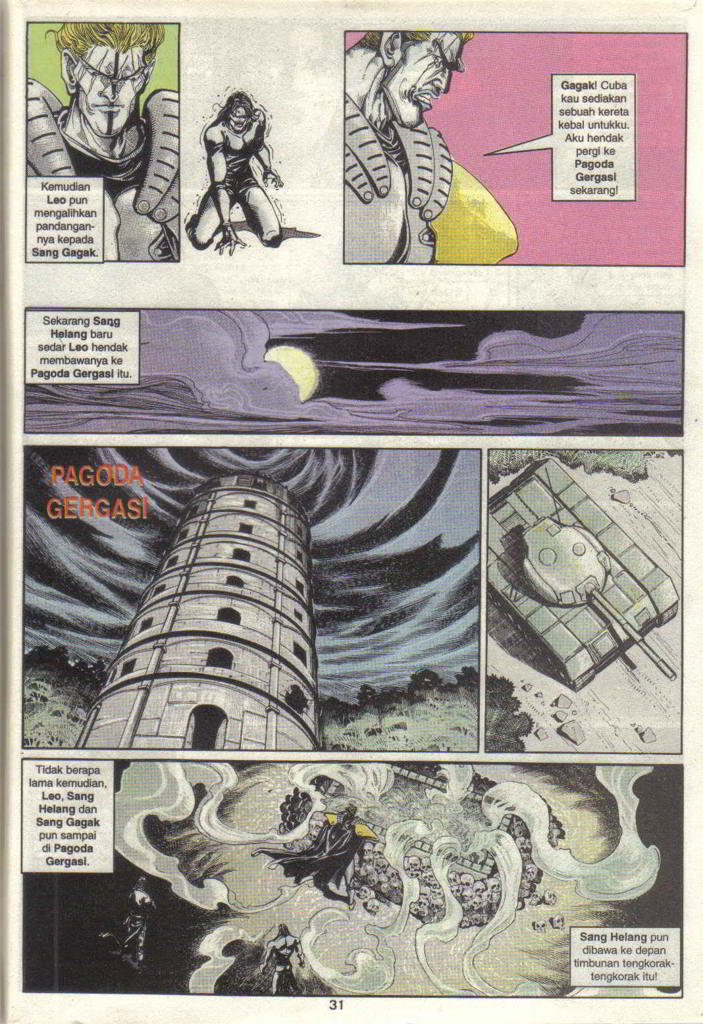 Kemudian
Leo pun
mengalihkan
pandangan-
nya kepada
Sang Gagak.
Gagak! Cuba
kau sediakan
sebuah kereta
kebal untukku.
Aku hendak
pergi ke
Pagoda
Gergasi
sekarang!
Sekarang Sang
Helang baru
sedar Leo hendak
membawanya ke
Pagoda Gergasi itu.
PAGODA
GERGASI
Tidak berapa
lama kemudian,
Leo, Sang
Helang dan
Sang Gagak
pun sampai
di Pagoda
Gergasi.
Sang Helang pun
dibawa ke depan
timbunan tengkorak-
tengkorak itu!
31